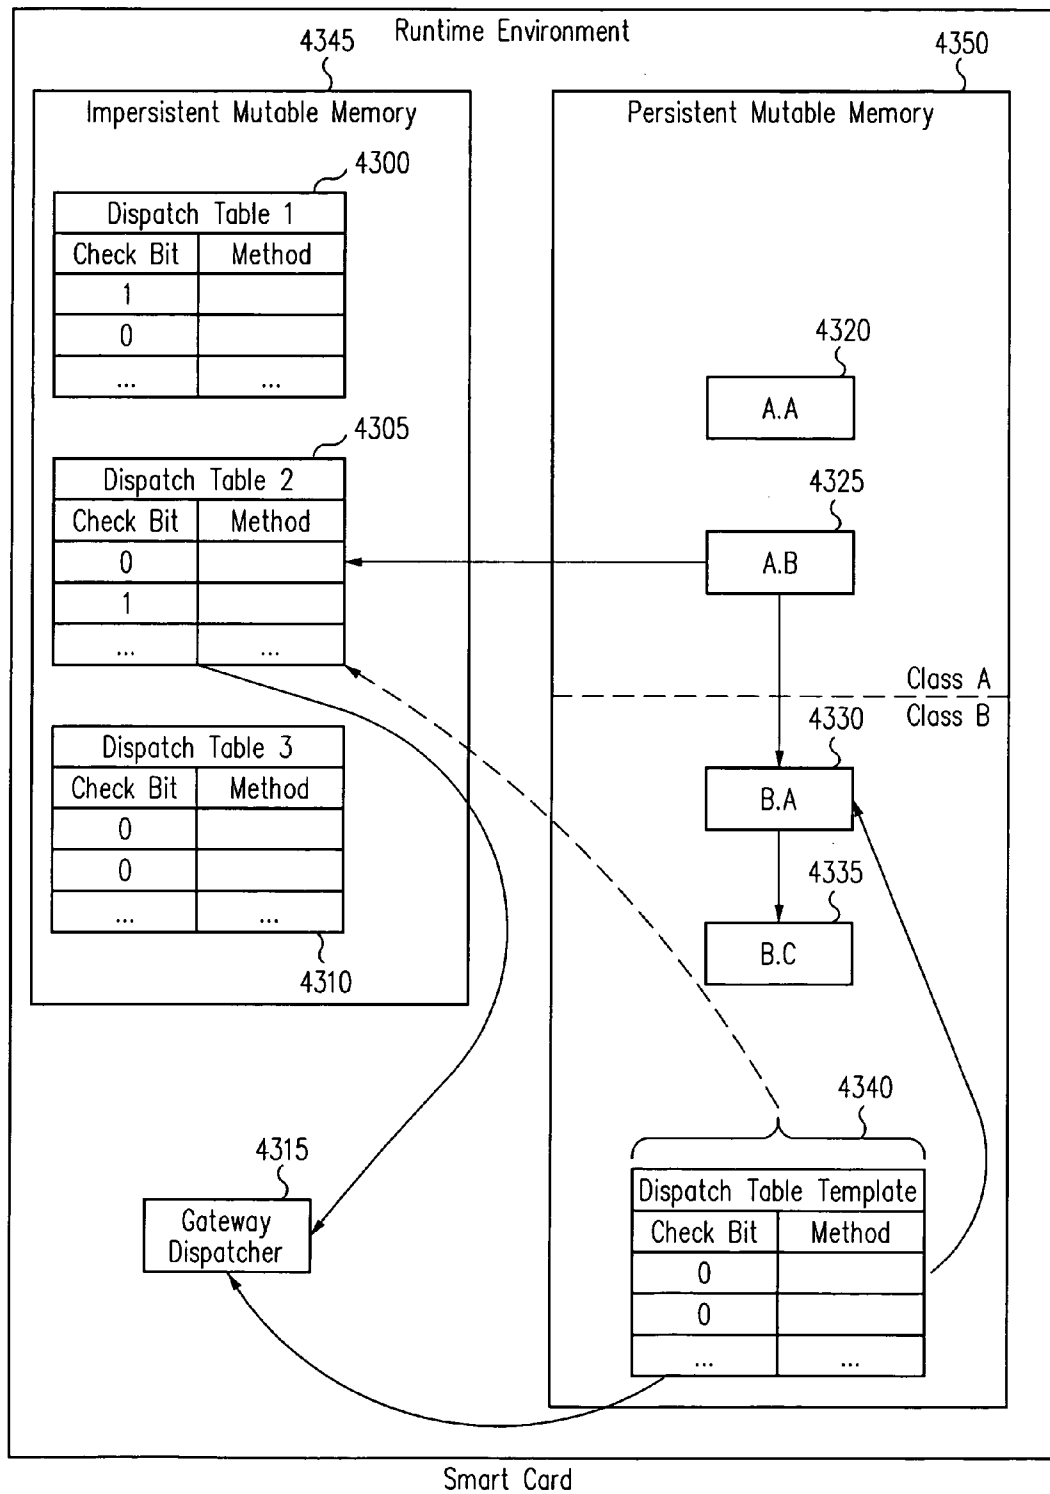 Runtime Environment
4345
4350
Impersistent Mutable Memory
Persistent Mutable Memory
4300
Dispatch Table 1
Check Bit Method
1
0
... ...
4320
A.A
4305
Dispatch Table 2
Check Bit Method
0
1
... ...
4325
A.B
Class A
Class B
Dispatch Table 3
Check Bit Method
0
0
... ...
4310
4330
B.A
4335
B.C
4340
Dispatch Table Template
Check Bit Method
0
0
... ...
4315
Gateway
Dispatcher
Smart Card